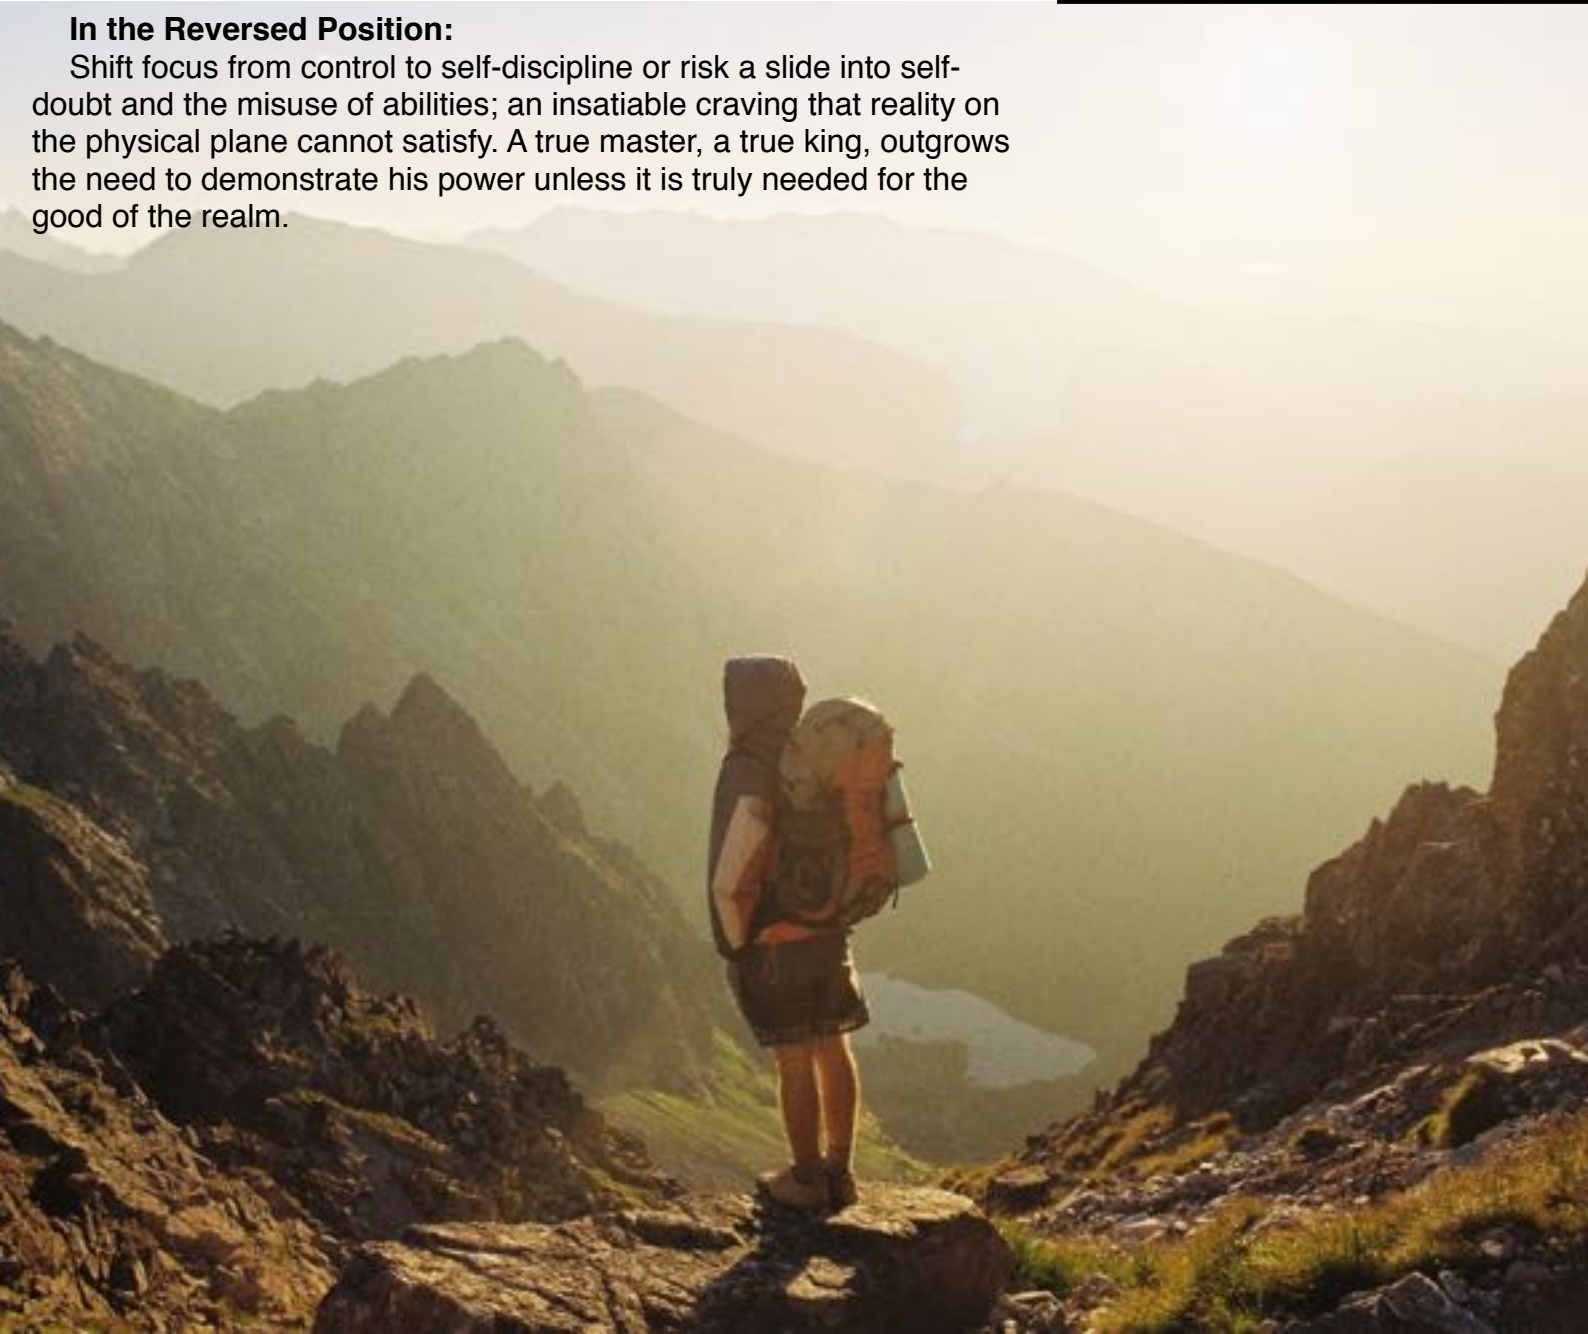 In the Reversed Position:
Shift focus from control to self-discipline or risk a slide into self-
doubt and the misuse of abilities; an insatiable craving that reality on
the physical plane cannot satisfy. A true master, a true king, outgrows
the need to demonstrate his power unless it is truly needed for the
good of the realm.